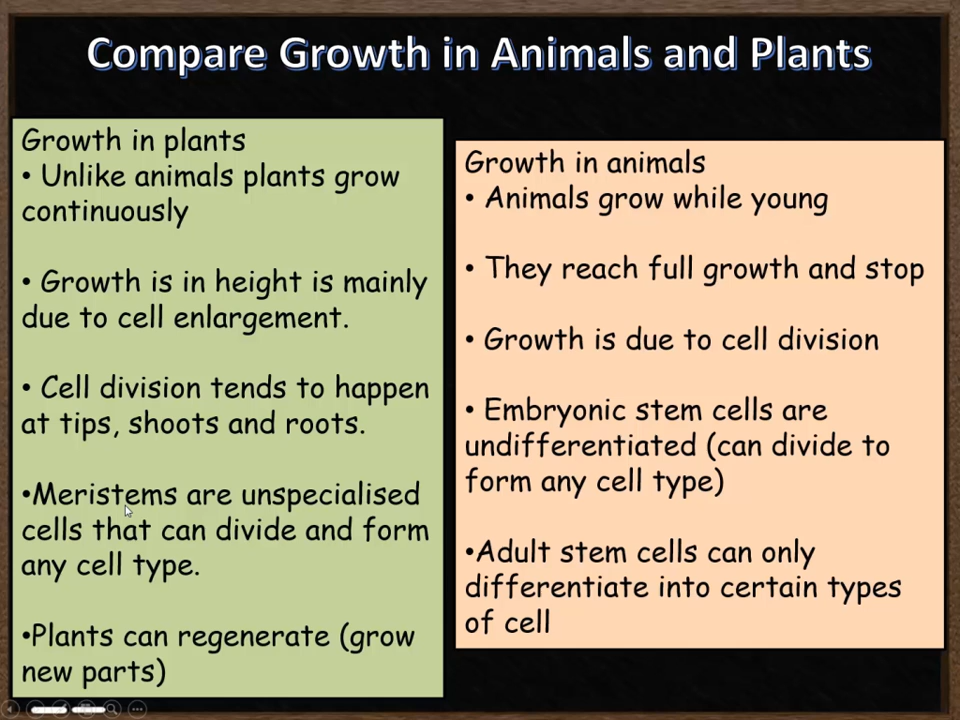 Compare Growth in Animals and Plants
Growth in plants
• Unlike animals plants grow
continuously
• Growth is in height is mainly
due to cell enlargement.
• Cell division tends to happen
at tips, shoots and roots.
•Meristems are unspecialised
cells that can divide and form
any cell type.
•Plants can regenerate (grow
new parts)
Growth in animals
• Animals grow while young
• They reach full growth and stop
• Growth is due to cell division
• Embryonic stem cells are
undifferentiated (can divide to
form any cell type)
•Adult stem cells can only
differentiate into certain types
of cell